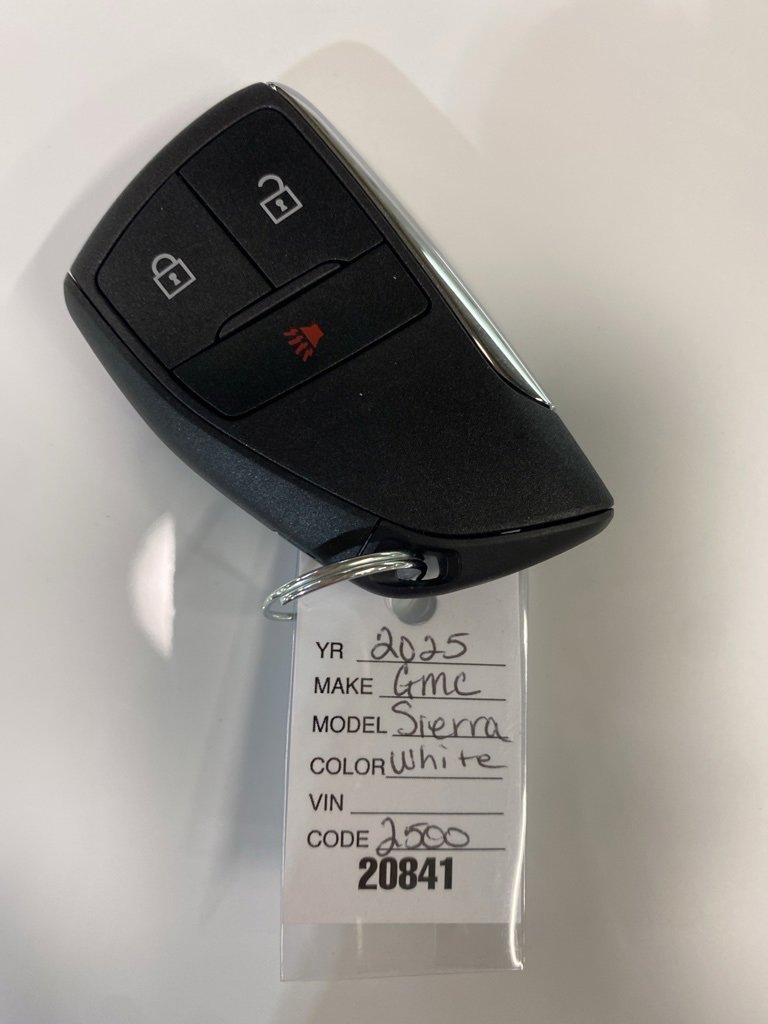 YR 2025
MAKE GMC
MODEL Sierra
COLOR White
VIN
CODE 2500
20841